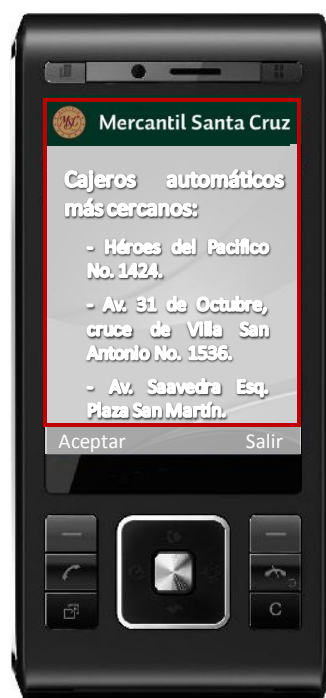 MSC Mercantil Santa Cruz
Cajeros automáticos
más cercanos:
- Héroes del Pacífico
No. 1424.
- Av. 31 de Octubre,
cruce de Villa San
Antonio No. 1536.
- Av. Saavedra Esq.
Plaza San Martín.
Aceptar Salir
C